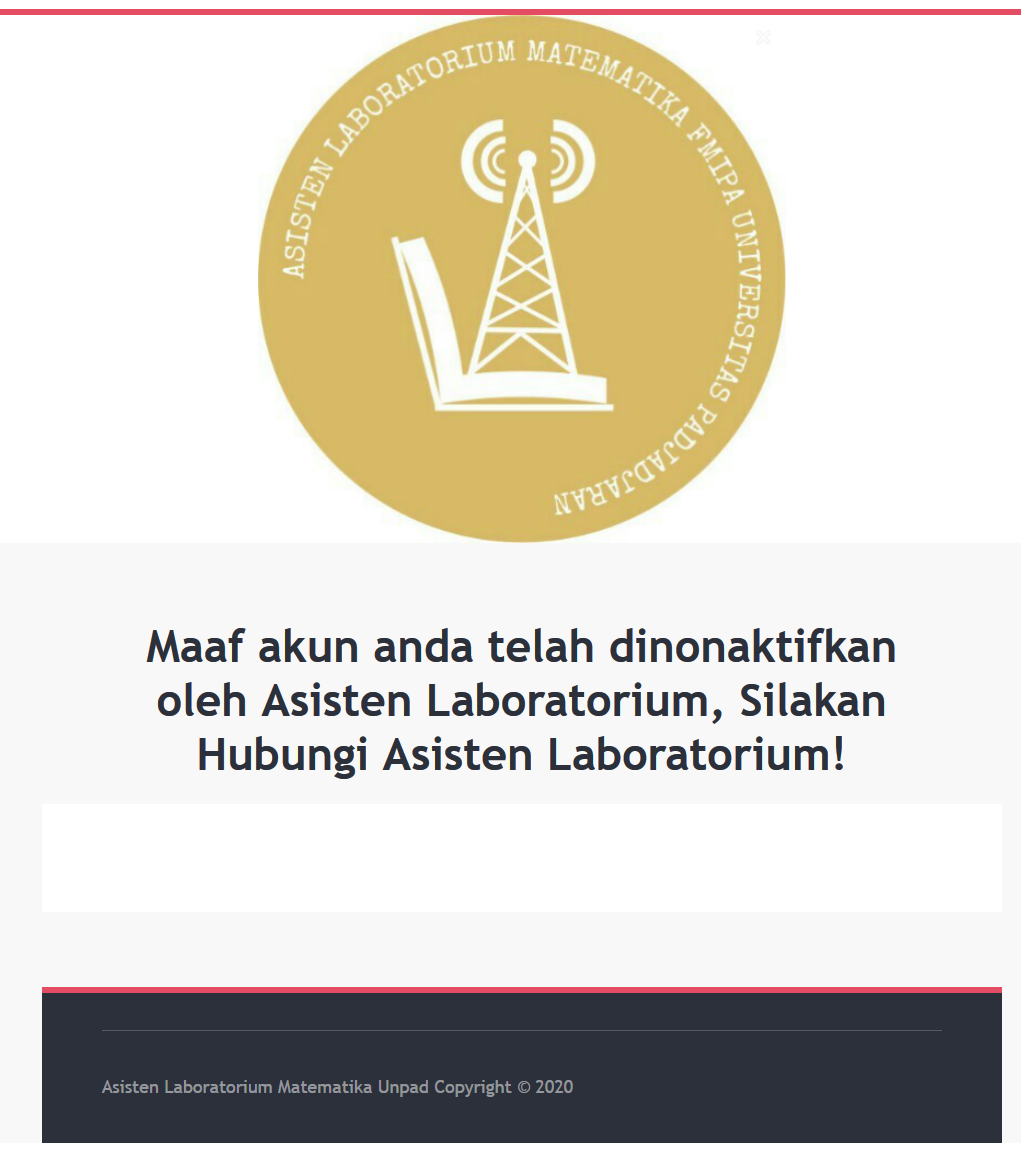 ASISTEN LABORATORIUM MATEMATIKA FMIPA UNIVERSITAS PADJADJARAN
Maaf akun anda telah dinonaktifkan
oleh Asisten Laboratorium, Silakan
Hubungi Asisten Laboratorium!
Asisten Laboratorium Matematika Unpad Copyright © 2020